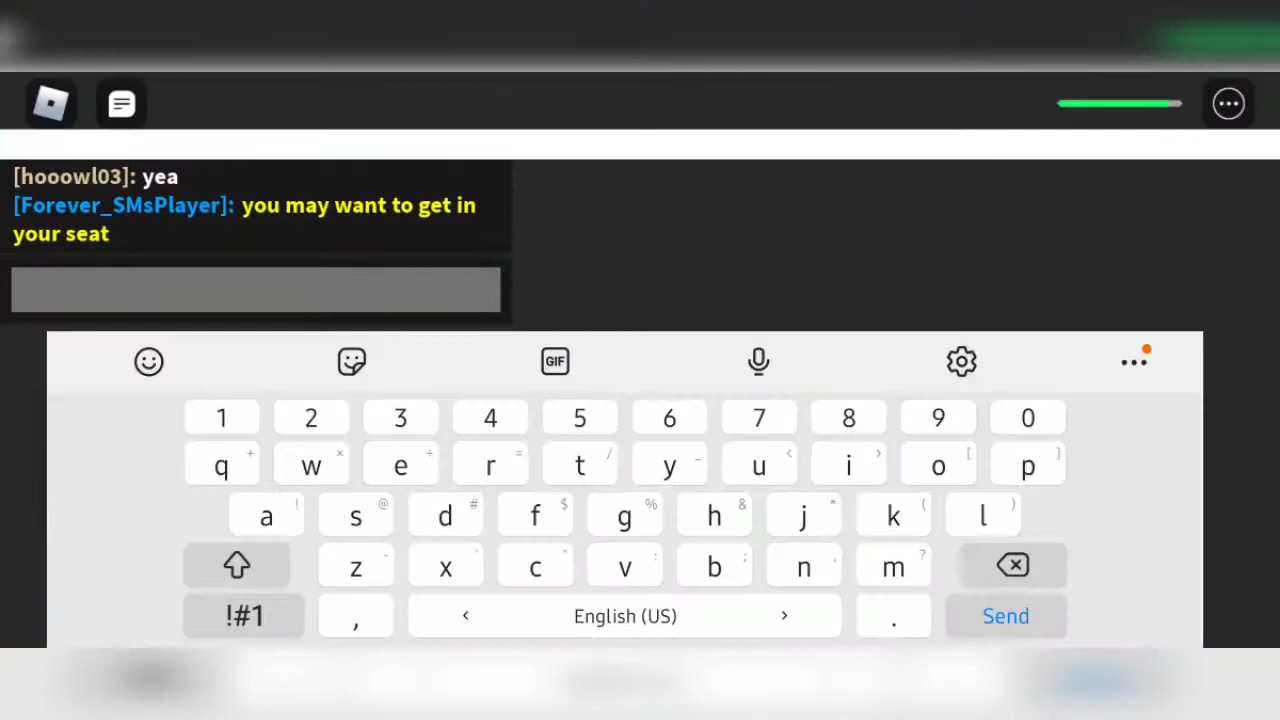 [hooowl03]: yea
[Forever_SMsPlayer]: you may want to get in
your seat
GIF
1 2 3 4 5 6 7 8 9 0
q + w × e ÷ r = t / y _ u < i > o [ p ]
a ! s @ d # f $ g % h & j * k ( l )
z - x ' c " v : b ; n , m ?
!#1 , < English (US) > . Send